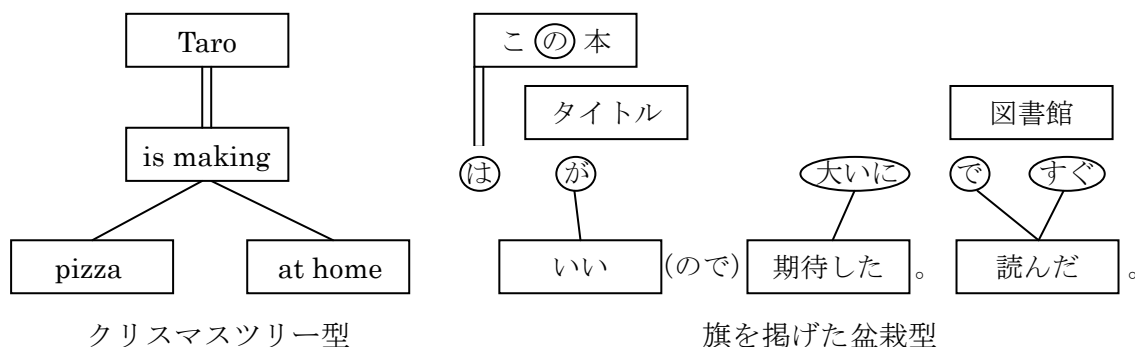 Taro
is making
pizza
at home
クリスマスツリー型
この本
タイトル
図書館
は
が
大いに
で
すぐ
いい
(ので)
期待した
。
読んだ
。
旗を掲げた盆栽型